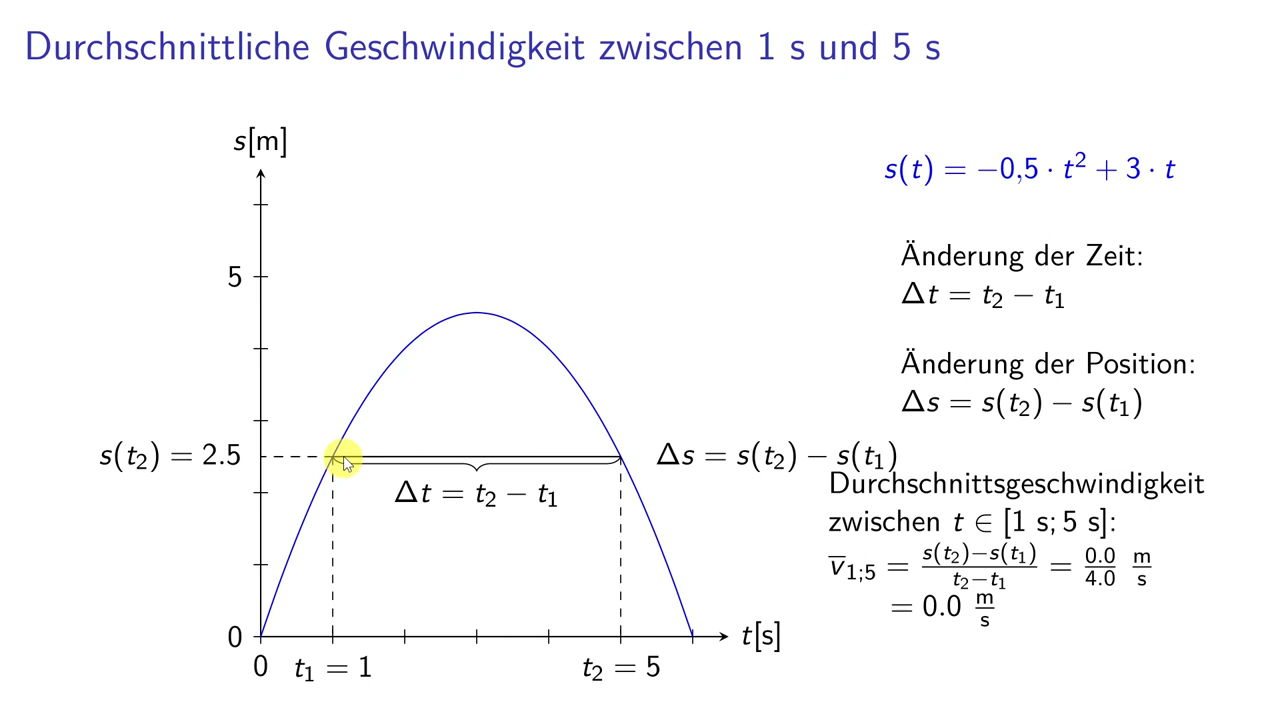 Durchschnittliche Geschwindigkeit zwischen 1 s und 5 s
s[m]
s(t) = −0,5 · t² + 3 · t
Änderung der Zeit:
Δt = t₂ − t₁
5
Änderung der Position:
Δs = s(t₂) − s(t₁)
s(t₂) = 2.5
Δs = s(t₂) − s(t₁)
Δt = t₂ − t₁
Durchschnittsgeschwindigkeit
zwischen t ∈ [1 s; 5 s]:
v̅₁;₅ = s(t₂)−s(t₁) / t₂−t₁ = 0.0 / 4.0 m / s
= 0.0 m / s
0
t[s]
0 t₁ = 1 t₂ = 5